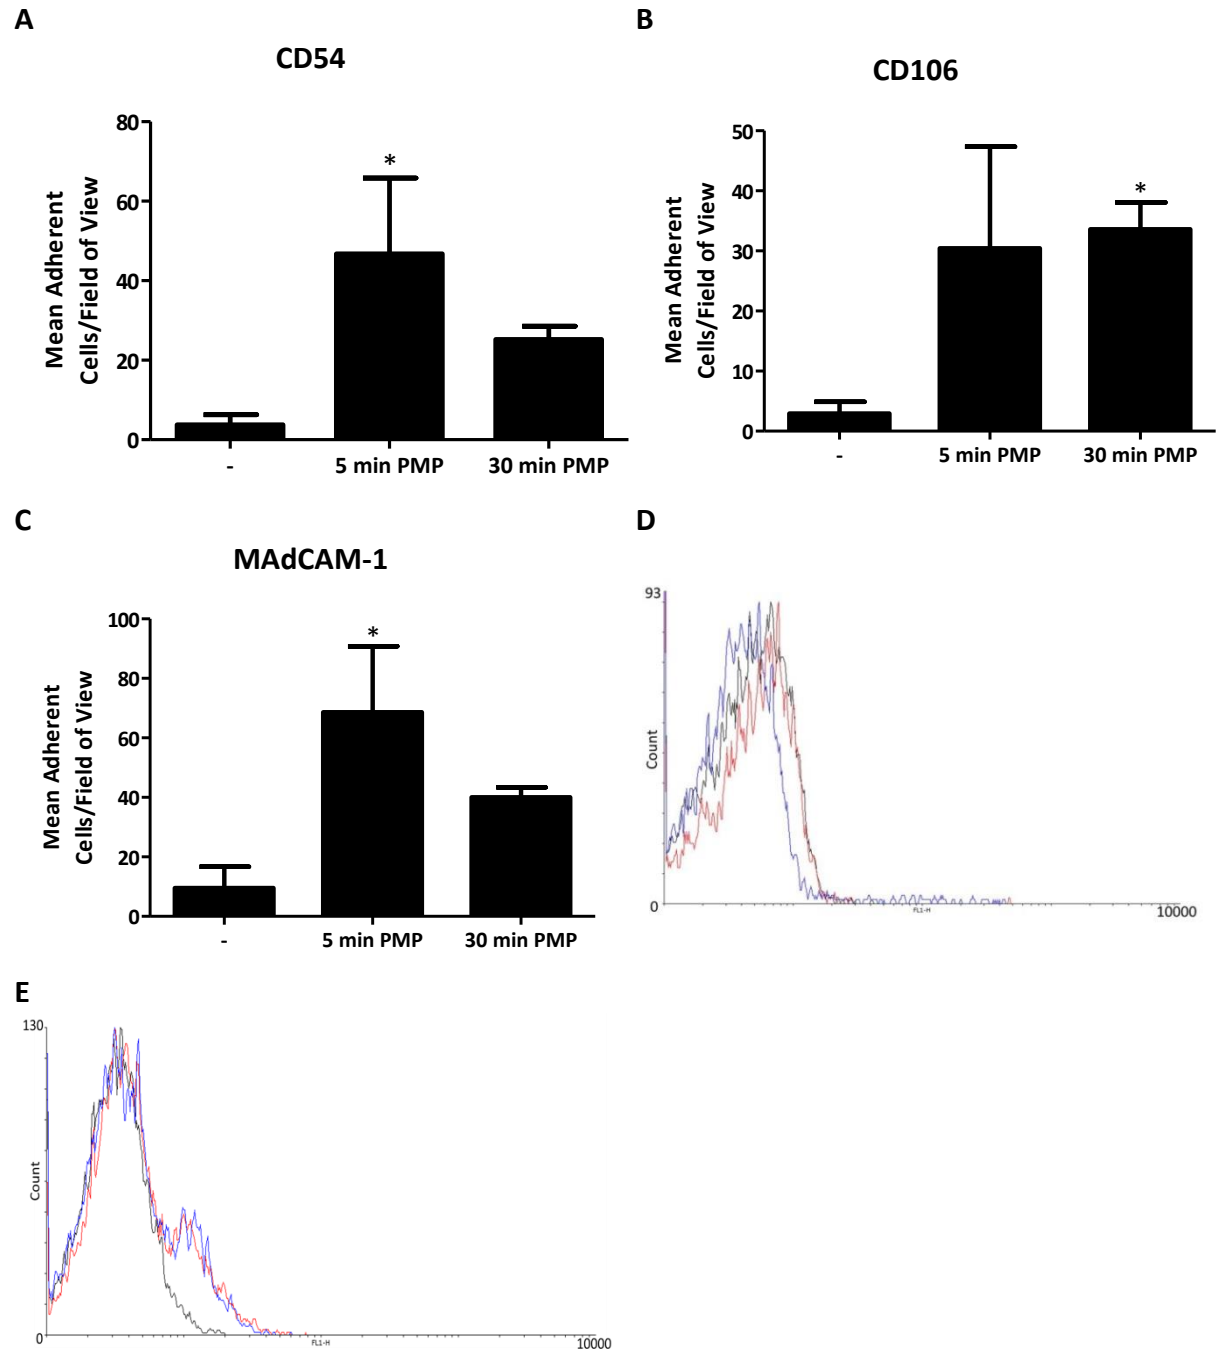 A
CD54
Mean Adherent
Cells/Field of View
80
60
40
20
0
*
-
5 min PMP
30 min PMP
B
CD106
Mean Adherent
Cells/Field of View
50
40
30
20
10
0
*
-
5 min PMP
30 min PMP
C
MAdCAM-1
Mean Adherent
Cells/Field of View
100
80
60
40
20
0
*
-
5 min PMP
30 min PMP
D
93
Count
0
FL1-H
10000
E
130
Count
0
FL1-H
10000